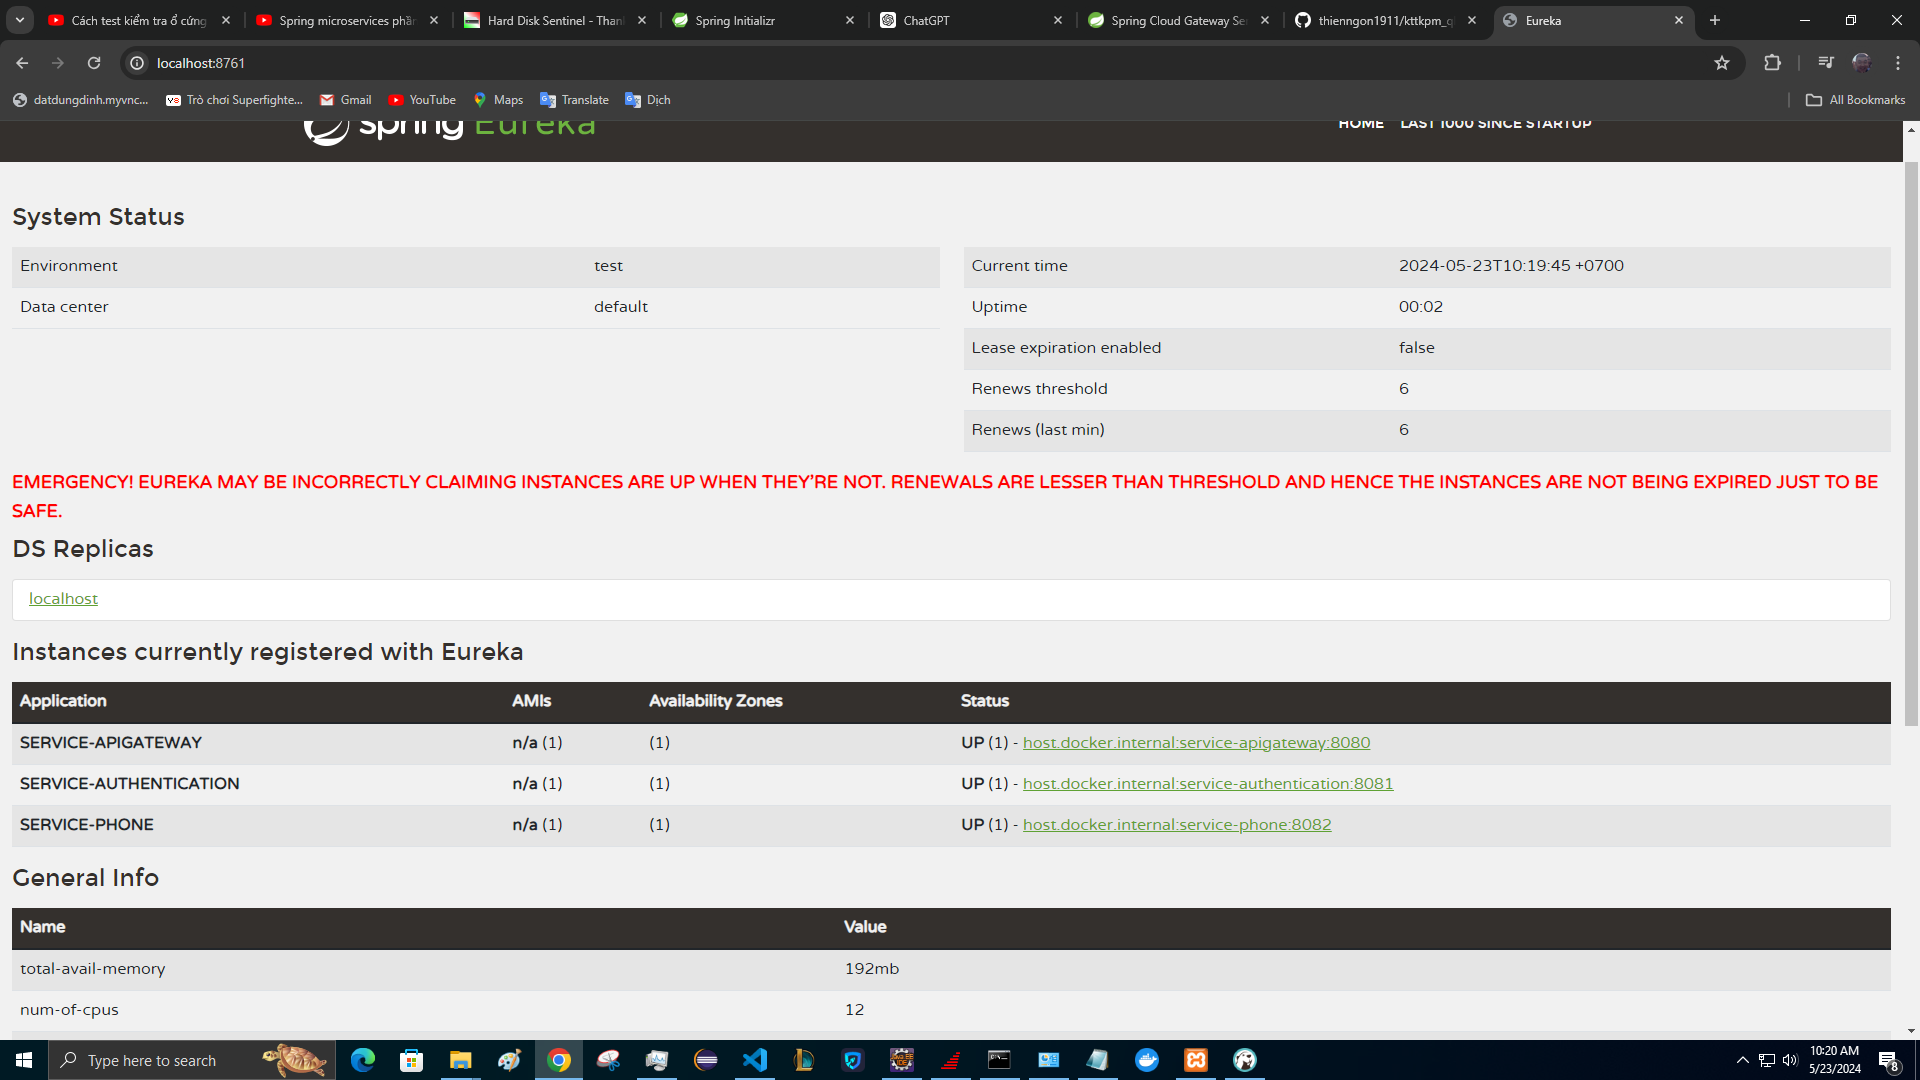 Cách test kiểm tra ổ cứng
Spring microservices phần
Hard Disk Sentinel - Thank
Spring Initializr
ChatGPT
Spring Cloud Gateway Ser
thienngon1911/kttkpm_q
Eureka
localhost:8761
datdungdinh.myvnc...
Trò chơi Superfighte...
Gmail
YouTube
Maps
Translate
Dịch
All Bookmarks
spring Eureka
HOME
LAST 1000 SINCE STARTUP
System Status
Environment test
Data center default
Current time 2024-05-23T10:19:45 +0700
Uptime 00:02
Lease expiration enabled false
Renews threshold 6
Renews (last min) 6
EMERGENCY! EUREKA MAY BE INCORRECTLY CLAIMING INSTANCES ARE UP WHEN THEY'RE NOT. RENEWALS ARE LESSER THAN THRESHOLD AND HENCE THE INSTANCES ARE NOT BEING EXPIRED JUST TO BE
SAFE.
DS Replicas
localhost
Instances currently registered with Eureka
Application AMIs Availability Zones Status
SERVICE-APIGATEWAY n/a (1) (1) UP (1) - host.docker.internal:service-apigateway:8080
SERVICE-AUTHENTICATION n/a (1) (1) UP (1) - host.docker.internal:service-authentication:8081
SERVICE-PHONE n/a (1) (1) UP (1) - host.docker.internal:service-phone:8082
General Info
Name Value
total-avail-memory 192mb
num-of-cpus 12
Type here to search
10:20 AM
5/23/2024
8